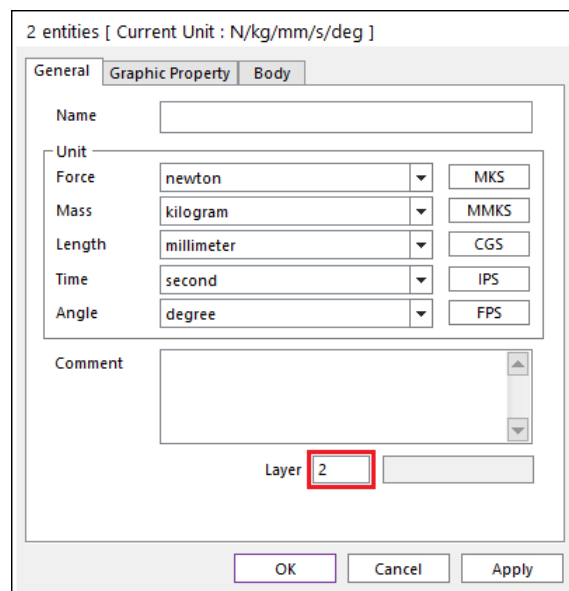 2 entities [ Current Unit : N/kg/mm/s/deg ]
General Graphic Property Body
Name
Unit
Force newton MKS
Mass kilogram MMKS
Length millimeter CGS
Time second IPS
Angle degree FPS
Comment
Layer 2
OK Cancel Apply